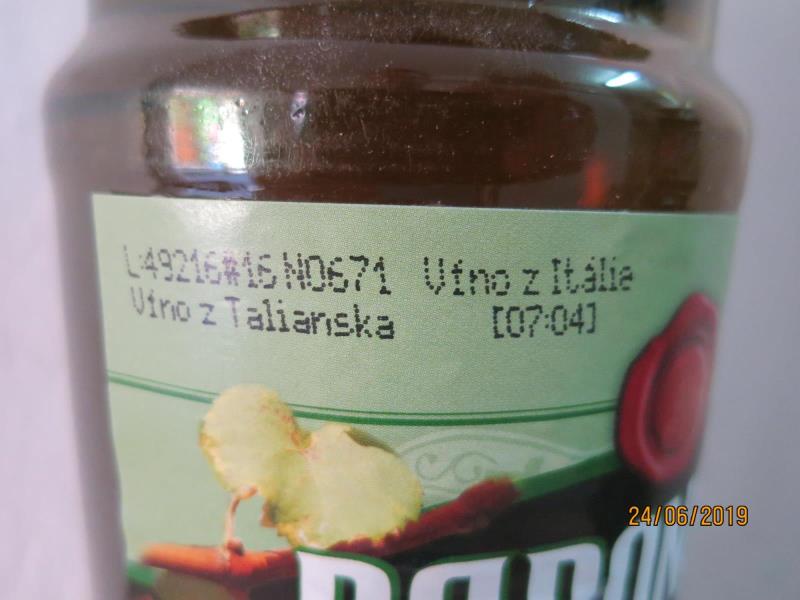 L:49216#16 N0671 Víno z Itálie
Víno z Talianska [07:04]
24/06/2019